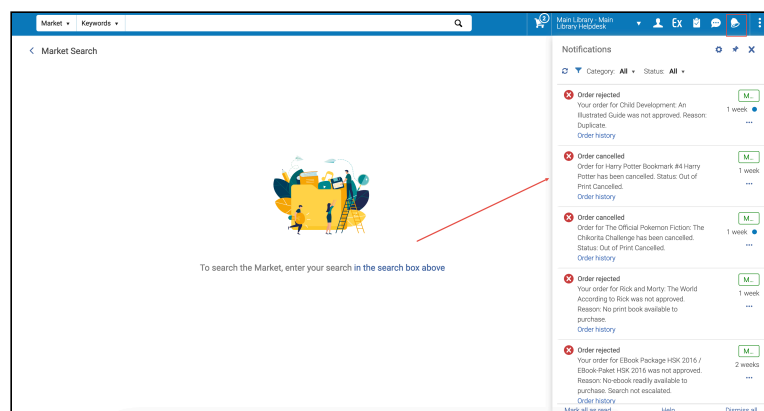 Market Keywords
2
Main Library - Main
Library Helpdesk
Ex
Market Search
Notifications
Category: All Status: All
Order rejected
M...
Your order for Child Development: An
1 week
Illustrated Guide was not approved. Reason:
Duplicate.
Order history
Order cancelled
M...
Order for Harry Potter Bookmark #4 Harry
1 week
Potter has been cancelled. Status: Out of
Print Cancelled.
Order history
Order cancelled
M...
Order for The Official Pokemon Fiction: The
1 week
Chikorita Challenge has been cancelled.
Status: Out of Print Cancelled.
Order history
To search the Market, enter your search in the search box above
Order rejected
M...
Your order for Rick and Morty: The World
1 week
According to Rick was not approved.
Reason: No print book available to
purchase.
Order history
Order rejected
M...
Your order for EBook Package HSK 2016 /
2 weeks
EBook-Paket HSK 2016 was not approved.
Reason: No-ebook readily available to
purchase. Search not escalated.
Order history
Mark all as read Help Dismiss all